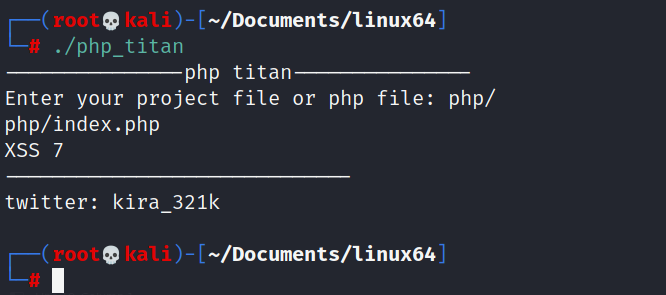 ┌──(root💀kali)-[~/Documents/linux64]
└─# ./php_titan
----------------php titan----------------
Enter your project file or php file: php/
php/index.php
XSS 7
--------------------------------
twitter: kira_321k
┌──(root💀kali)-[~/Documents/linux64]
└─#